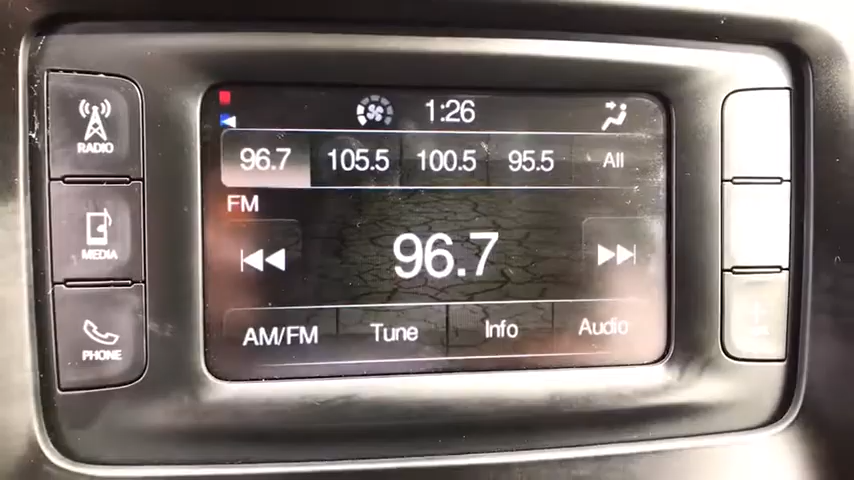 1:26
96.7 105.5 100.5 95.5 All
FM
96.7
AM/FM Tune Info Audio
RADIO
MEDIA
PHONE